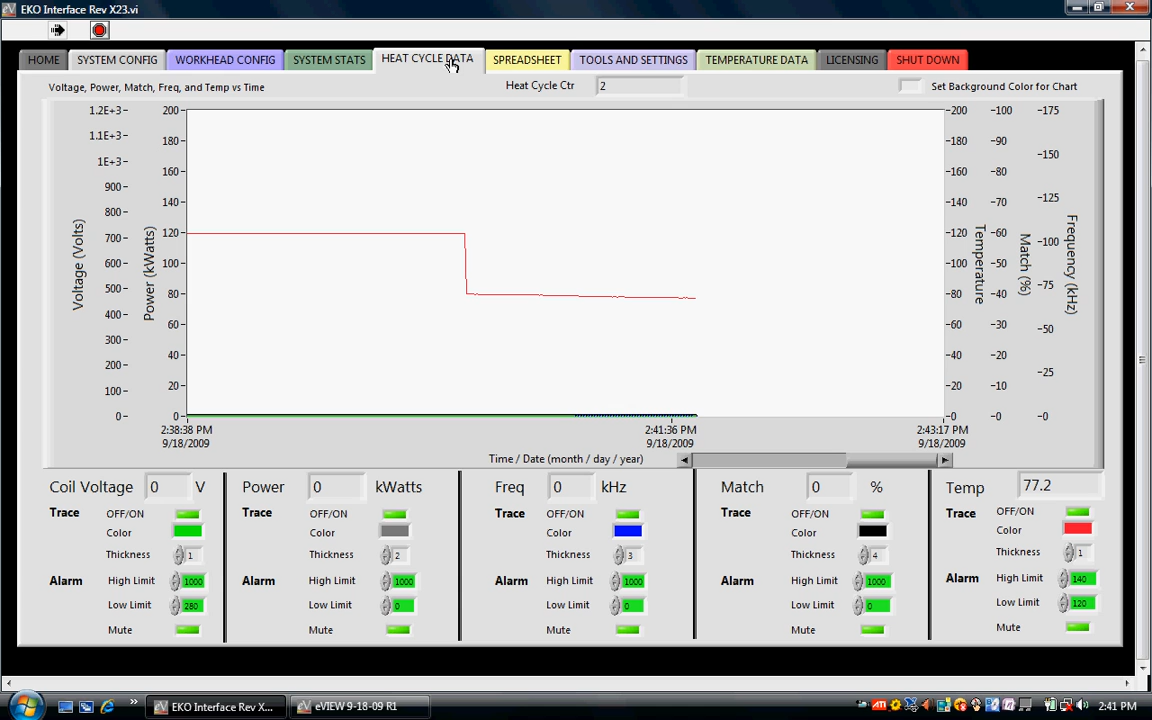 EKO Interface Rev X23.vi
HOME SYSTEM CONFIG WORKHEAD CONFIG SYSTEM STATS HEAT CYCLE DATA SPREADSHEET TOOLS AND SETTINGS TEMPERATURE DATA LICENSING SHUT DOWN
Voltage, Power, Match, Freq, and Temp vs Time Heat Cycle Ctr 2 Set Background Color for Chart
1.2E+3 200 200 100 175
1.1E+3 180 180 90
1E+3 160 160 80 150
900 140 140 70 125
800
700 120 120 60 100
600 100 100 50
500 80 80 40 75
400 60 60 30 50
300
200 40 40 20 25
100 20 20 10
0 0 0 0 0
Voltage (Volts)
Power (kWatts)
Temperature
Match (%)
Frequency (kHz)
2:38:38 PM 2:41:36 PM 2:43:17 PM
9/18/2009 9/18/2009 9/18/2009
Time / Date (month / day / year)
Coil Voltage 0 V
Trace OFF/ON
Color
Thickness 1
Alarm High Limit 1000
Low Limit 280
Mute
Power 0 kWatts
Trace OFF/ON
Color
Thickness 2
Alarm High Limit 1000
Low Limit 0
Mute
Freq 0 kHz
Trace OFF/ON
Color
Thickness 3
Alarm High Limit 1000
Low Limit 0
Mute
Match 0 %
Trace OFF/ON
Color
Thickness 4
Alarm High Limit 1000
Low Limit 0
Mute
Temp 77.2
Trace OFF/ON
Color
Thickness 1
Alarm High Limit 140
Low Limit 120
Mute
EKO Interface Rev X... eVIEW 9-18-09 R1 ATI 2:41 PM